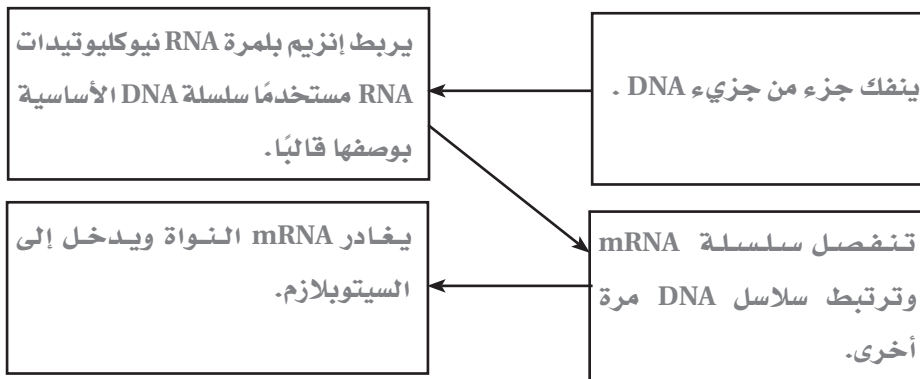 ينفك جزء من جزيء DNA .
يربط إنزيم بلمرة RNA نيوكليوتيدات
RNA مستخدمًا سلسلة DNA الأساسية
بوصفها قالبًا.
تنفصل سلسلة mRNA
وترتبط سلاسل DNA مرة
أخرى.
يغادر mRNA النواة ويدخل إلى
السيتوبلازم.